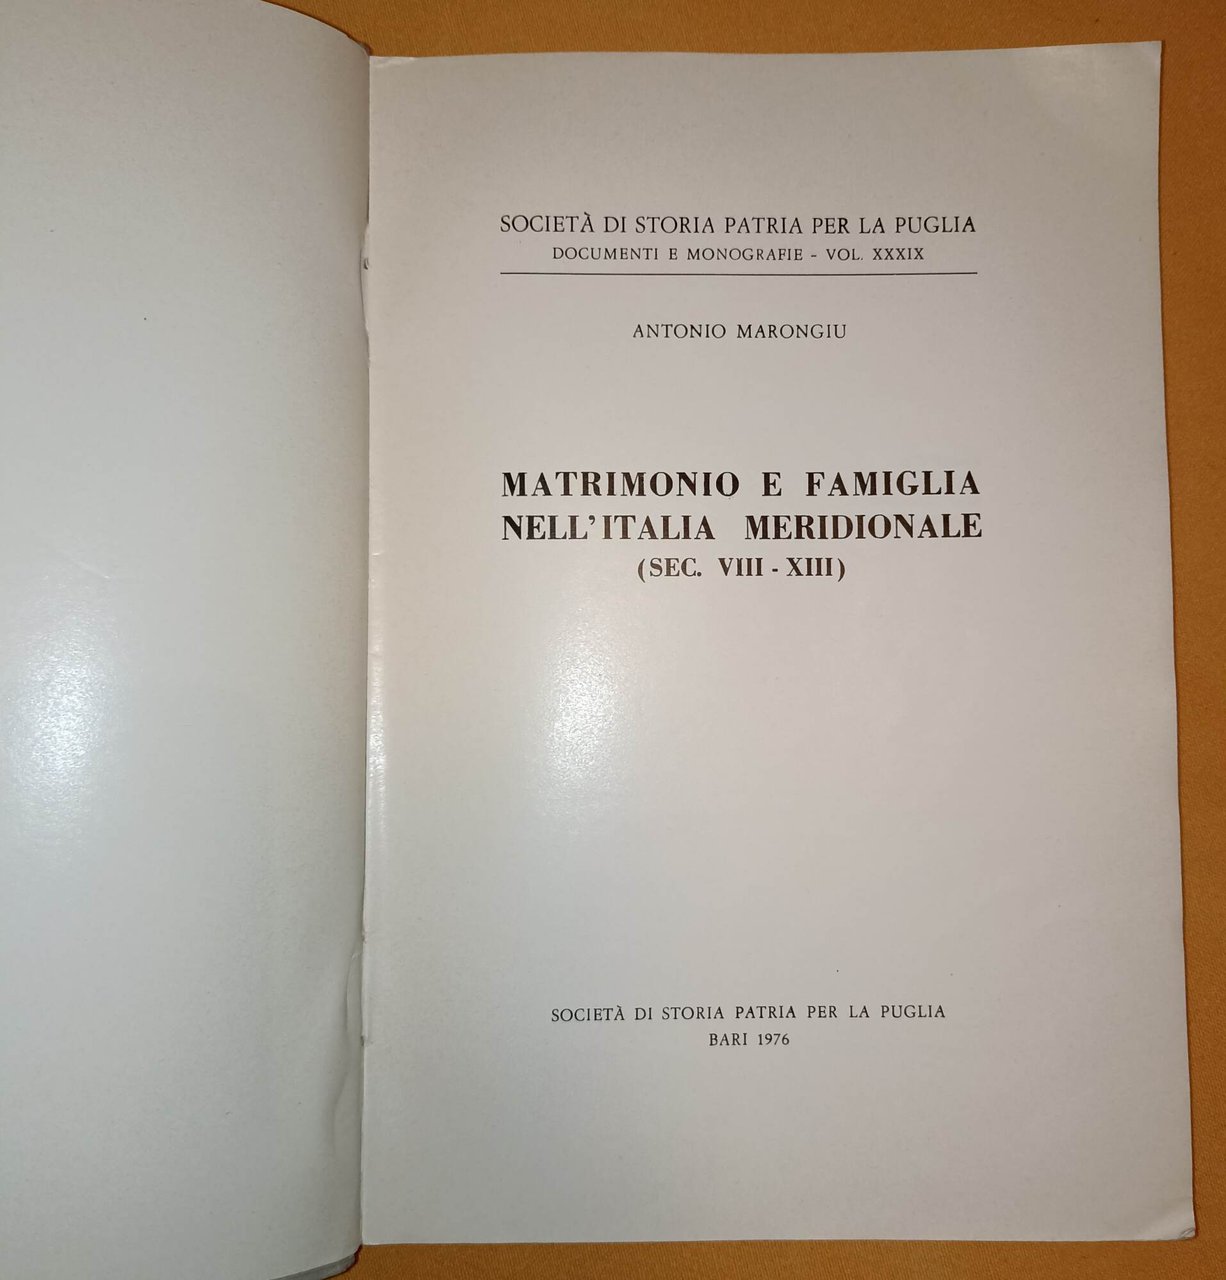 SOCIETÀ DI STORIA PATRIA PER LA PUGLIA
DOCUMENTI E MONOGRAFIE - VOL. XXXIX
ANTONIO MARONGIU
MATRIMONIO E FAMIGLIA
NELL'ITALIA MERIDIONALE
(SEC. VIII - XIII)
SOCIETÀ DI STORIA PATRIA PER LA PUGLIA
BARI 1976